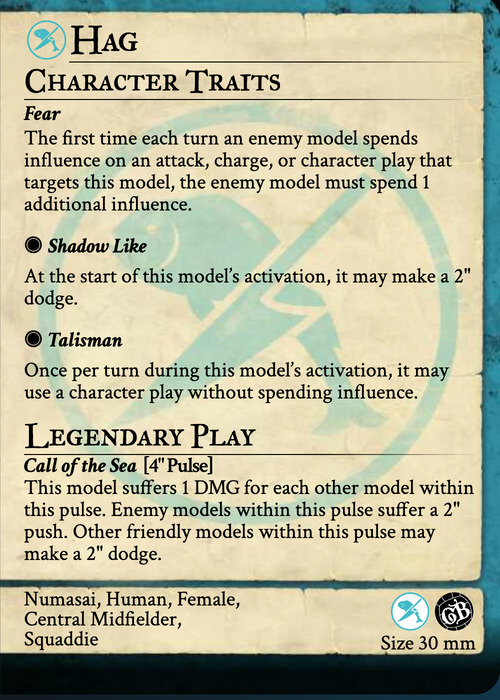 Hag
Character Traits
Fear
The first time each turn an enemy model spends
influence on an attack, charge, or character play that
targets this model, the enemy model must spend 1
additional influence.
Shadow Like
At the start of this model's activation, it may make a 2"
dodge.
Talisman
Once per turn during this model's activation, it may
use a character play without spending influence.
Legendary Play
Call of the Sea [4" Pulse]
This model suffers 1 DMG for each other model within
this pulse. Enemy models within this pulse suffer a 2"
push. Other friendly models within this pulse may
make a 2" dodge.
Numasai, Human, Female,
Central Midfielder,
Squaddie
GB
Size 30 mm